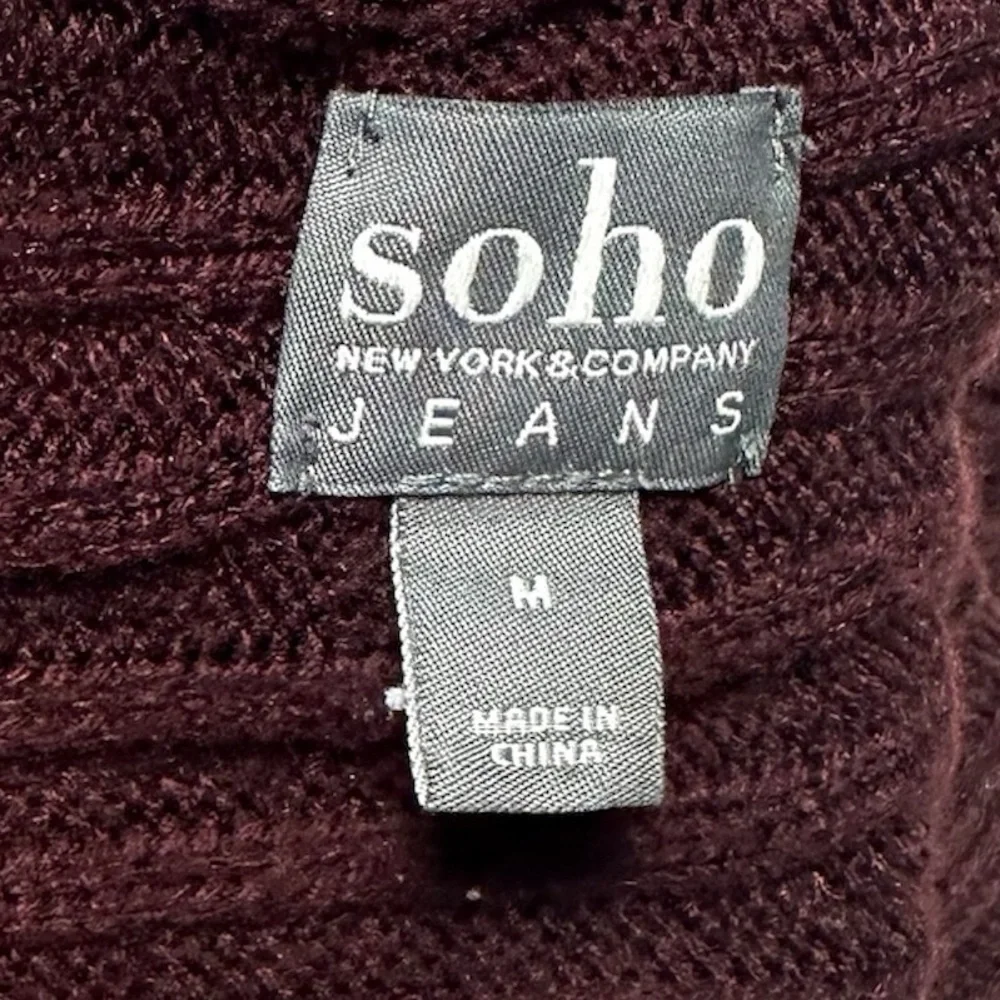 soho
NEW YORK & COMPANY
JEANS
M
MADE IN
CHINA